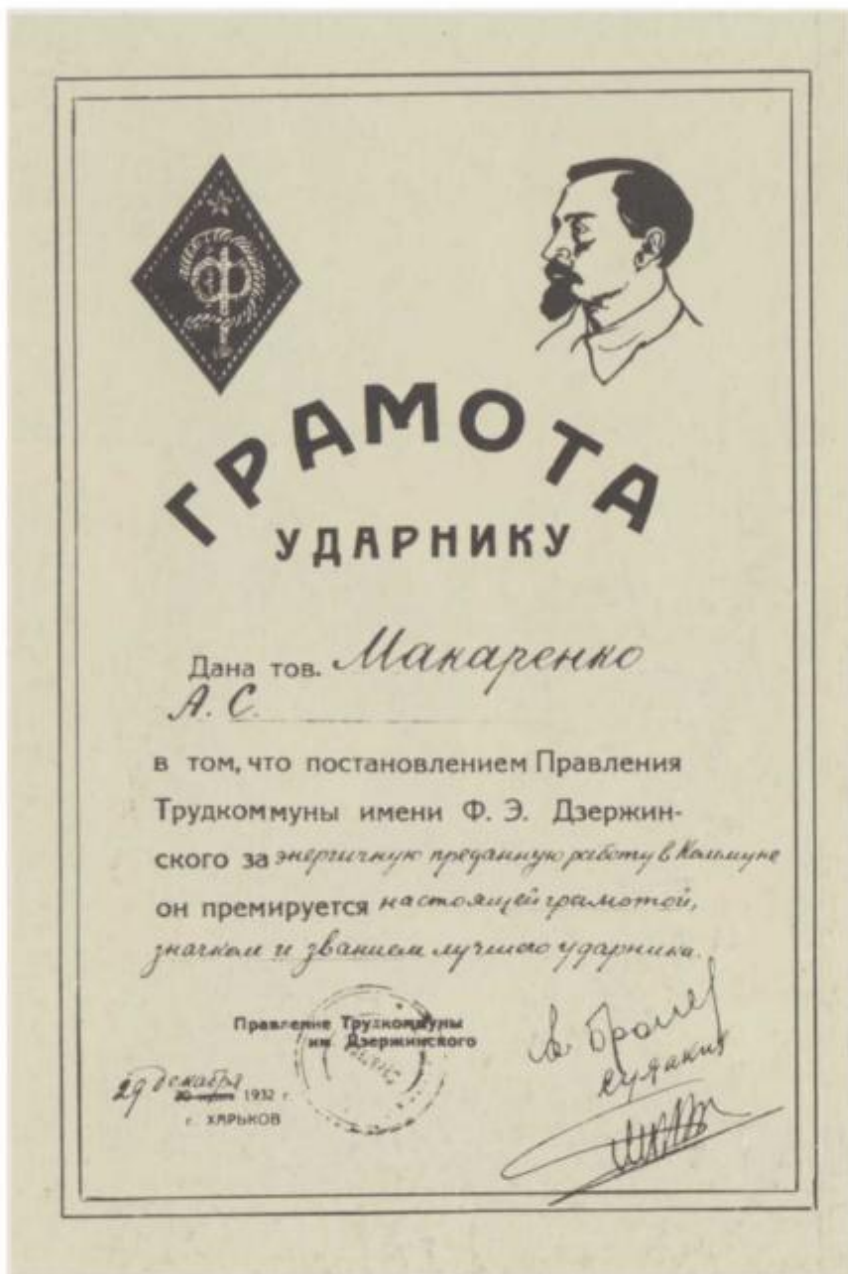 ГРАМОТА
УДАРНИКУ
Дана тов. Макаренко
А. С.
в том, что постановлением Правления
Трудкоммуны имени Ф. Э. Дзержин-
ского за энергичную преданную работу в Коммуне
он премируется настоящей грамотой,
значком и званием лучшего ударника.
Правление Трудкоммуны
им. Дзержинского
29 декабря 1932 г.
г. ХАРЬКОВ